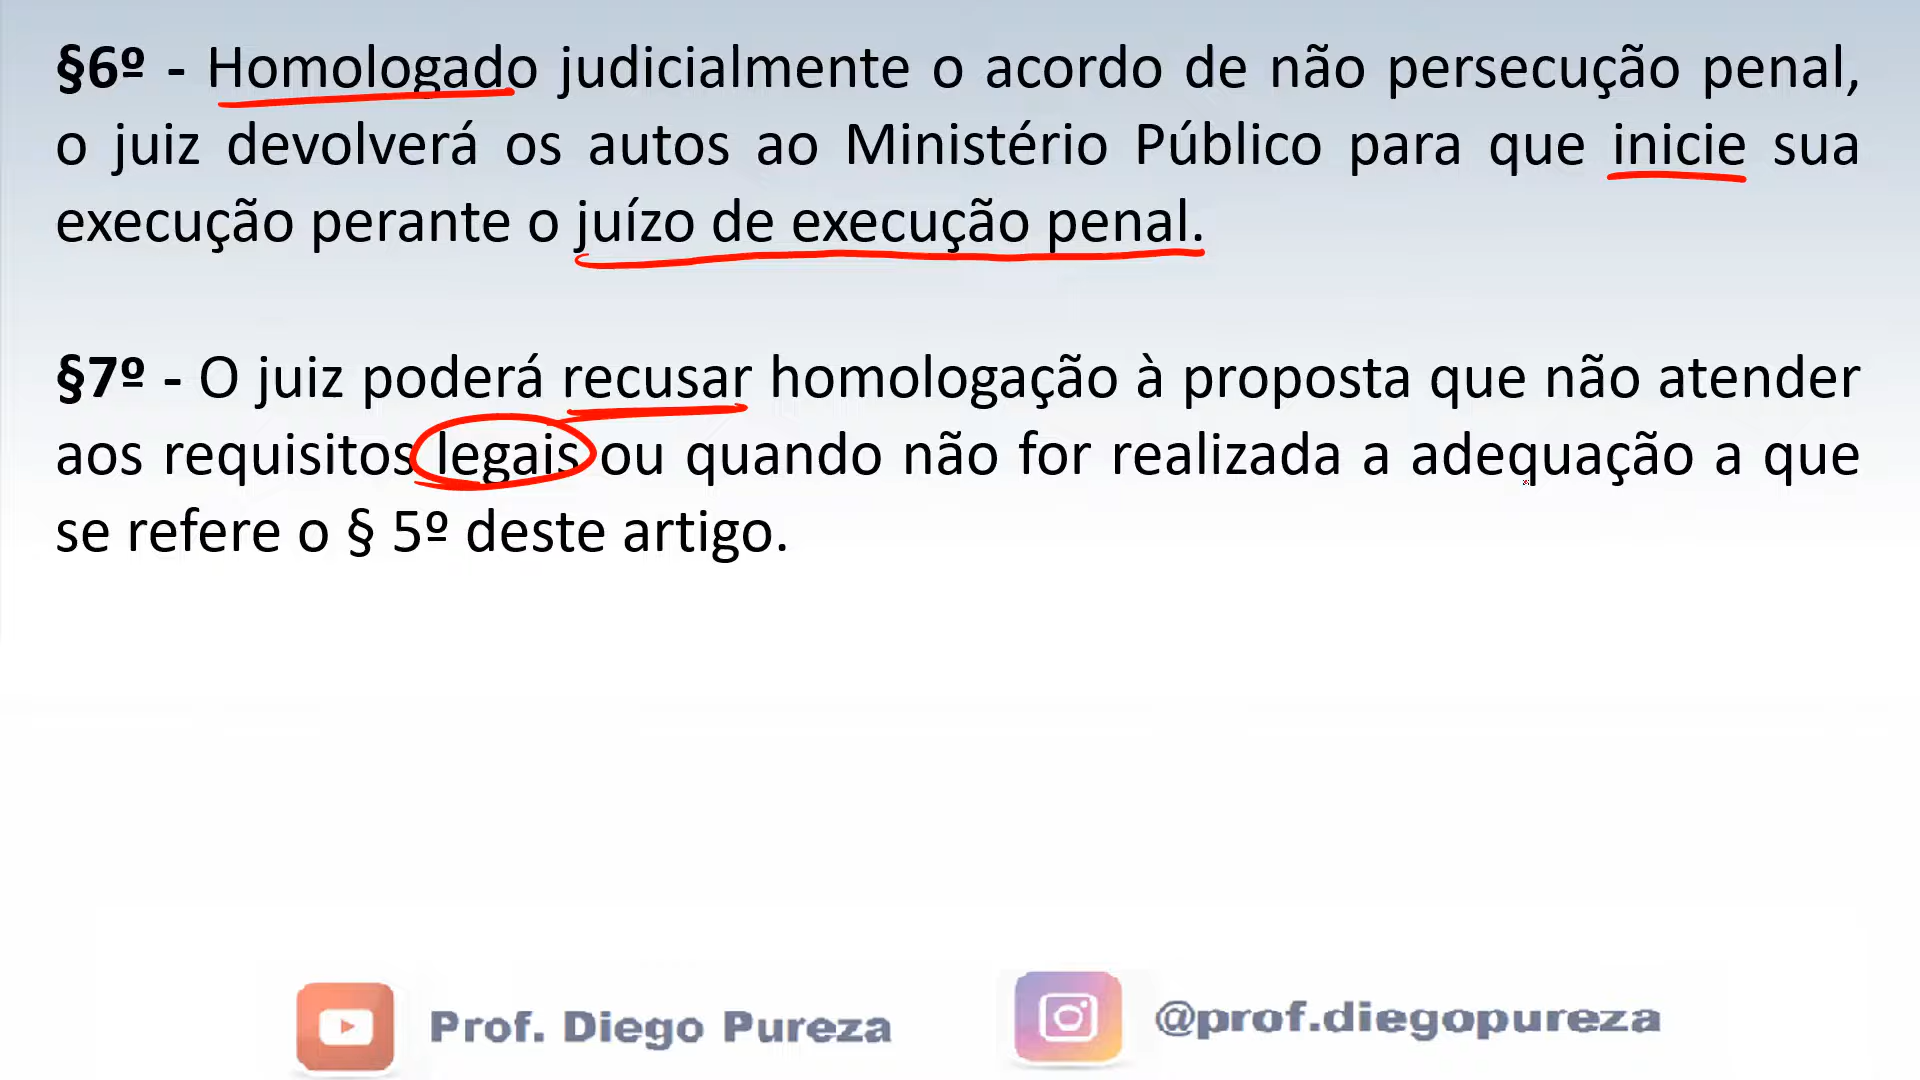 §6º - Homologado judicialmente o acordo de não persecução penal,
o juiz devolverá os autos ao Ministério Público para que inicie sua
execução perante o juízo de execução penal.
§7º - O juiz poderá recusar homologação à proposta que não atender
aos requisitos legais ou quando não for realizada a adequação a que
se refere o § 5º deste artigo.
Prof. Diego Pureza
@prof.diegopureza